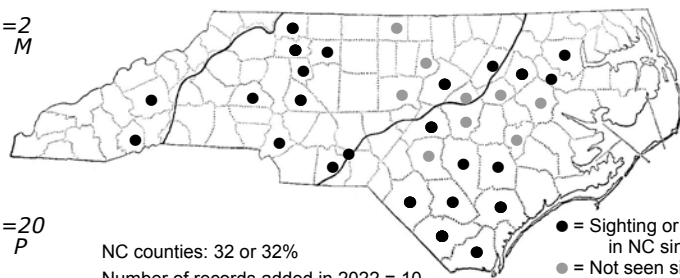 =2
M
=20
P
NC counties: 32 or 32%
● = Sighting or
in NC sin
● = Not seen si